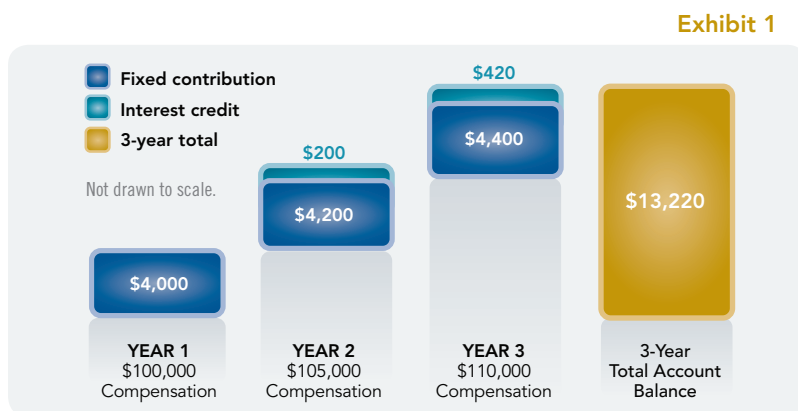 Exhibit 1
Fixed contribution
Interest credit
3-year total
Not drawn to scale.
$4,000
YEAR 1
$100,000
Compensation
$200
$4,200
YEAR 2
$105,000
Compensation
$420
$4,400
YEAR 3
$110,000
Compensation
$13,220
3-Year
Total Account
Balance